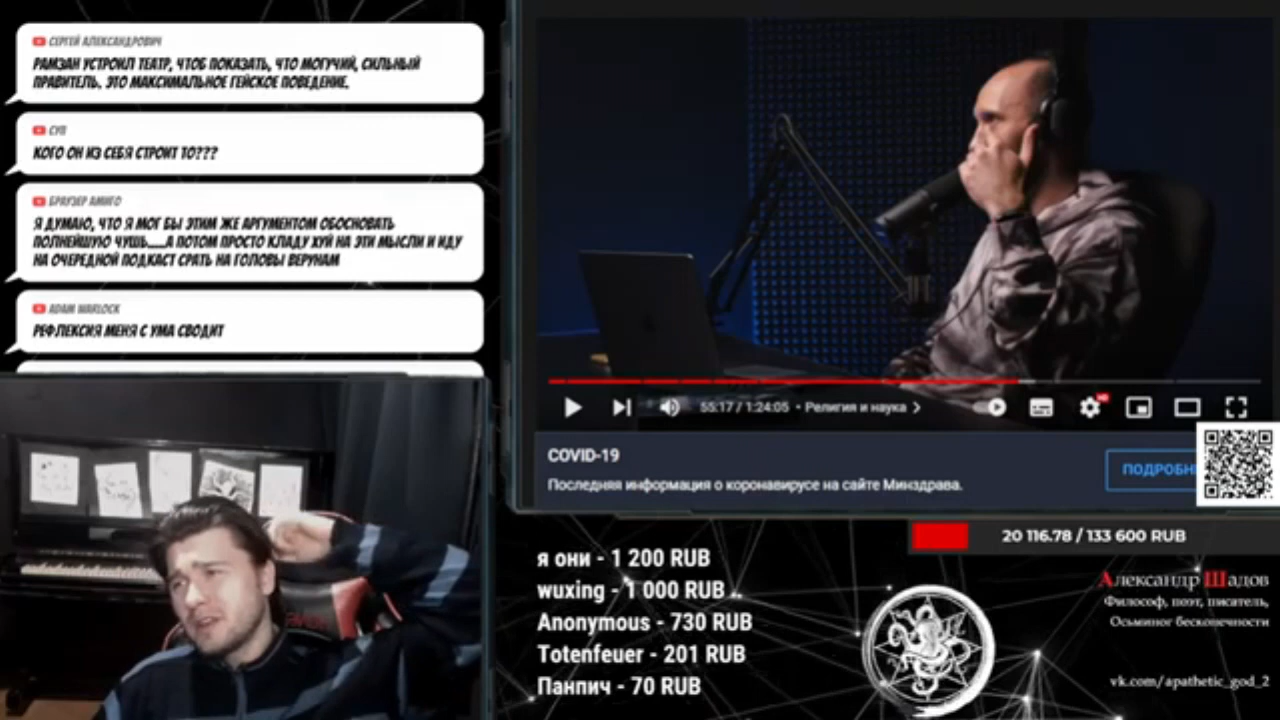 СЕРГЕЙ АЛЕКСАНДРОВИЧ
РАМЗАН УСТРОИЛ ТЕАТР, ЧТОБ ПОКАЗАТЬ, ЧТО МОГУЧИЙ, СИЛЬНЫЙ
ПРАВИТЕЛЬ. ЭТО МАКСИМАЛЬНОЕ ГЕЙСКОЕ ПОВЕДЕНИЕ.
СУП
КОГО ОН ИЗ СЕБЯ СТРОИТ ТО???
БРАУЗЕР АМИГО
Я ДУМАЮ, ЧТО Я МОГ БЫ ЭТИМ ЖЕ АРГУМЕНТОМ ОБОСНОВАТЬ
ПОЛНЕЙШУЮ ЧУШЬ.....А ПОТОМ ПРОСТО КЛАДУ ХУЙ НА ЭТИ МЫСЛИ И ИДУ
НА ОЧЕРЕДНОЙ ПОДКАСТ СРАТЬ НА ГОЛОВЫ ВЕРУНАМ
ADAM WARLOCK
РЕФЛЕКСИЯ МЕНЯ С УМА СВОДИТ
55:17 / 1:24:05 • Религия и наука
HD
COVID-19
Последняя информация о коронавирусе на сайте Минздрава.
ПОДРОБН
20 116.78 / 133 600 RUB
я они - 1 200 RUB
wuxing - 1 000 RUB
Anonymous - 730 RUB
Totenfeuer - 201 RUB
Панпич - 70 RUB
Александр Шадов
Философ, поэт, писатель,
Осьминог бесконечности
vk.com/apathetic_god_2